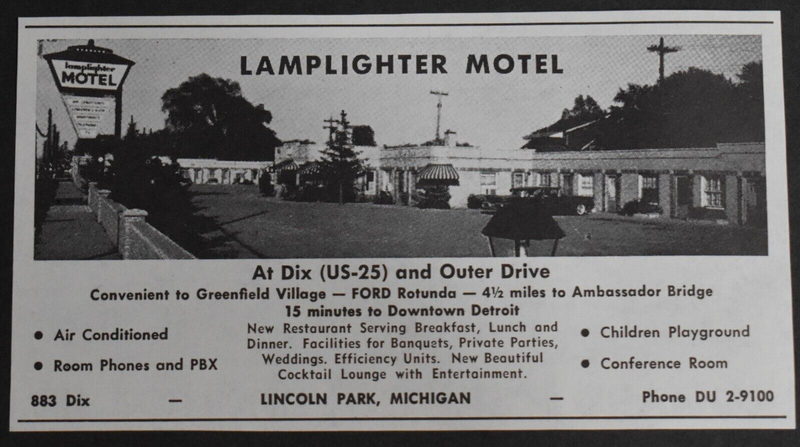 LAMPLIGHTER MOTEL
lamplighter
MOTEL
At Dix (US-25) and Outer Drive
Convenient to Greenfield Village — FORD Rotunda — 4½ miles to Ambassador Bridge
15 minutes to Downtown Detroit
• Air Conditioned
• Room Phones and PBX
New Restaurant Serving Breakfast, Lunch and
Dinner. Facilities for Banquets, Private Parties,
Weddings. Efficiency Units. New Beautiful
Cocktail Lounge with Entertainment.
• Children Playground
• Conference Room
883 Dix — LINCOLN PARK, MICHIGAN — Phone DU 2-9100